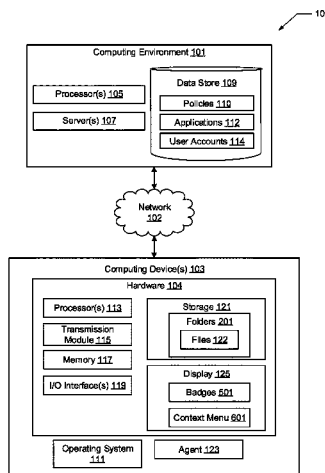 10
Computing Environment 101
Data Store 109
Processor(s) 105
Policies 110
Server(s) 107
Applications 112
User Accounts 114
Network
102
Computing Device(s) 103
Hardware 104
Processor(s) 113
Storage 121
Folders 201
Files 122
Transmission
Module 115
Memory 117
Display 125
I/O Interface(s) 119
Badges 501
Context Menu 601
Operating System
111
Agent 123